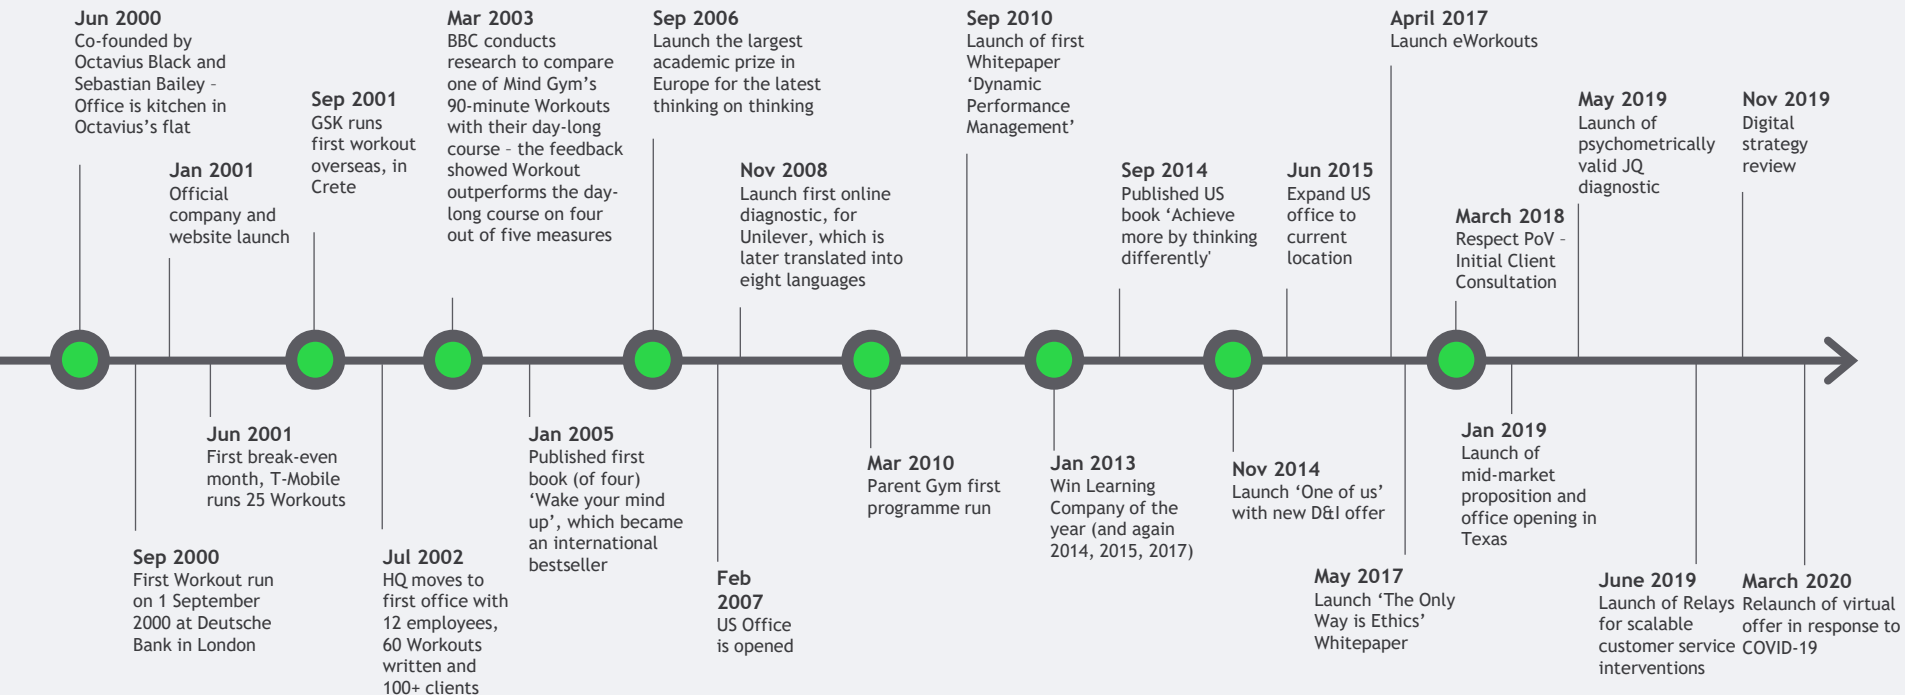 Jun 2000
Co-founded by
Octavius Black and
Sebastian Bailey –
Office is kitchen in
Octavius’s flat
Sep 2000
First Workout run
on 1 September
2000 at Deutsche
Bank in London
Jan 2001
Official
company and
website launch
Jun 2001
First break-even
month, T-Mobile
runs 25 Workouts
Sep 2001
GSK runs
first workout
overseas, in
Crete
Jul 2002
HQ moves to
first office with
12 employees,
60 Workouts
written and
100+ clients
Mar 2003
BBC conducts
research to compare
one of Mind Gym’s
90-minute Workouts
with their day-long
course – the feedback
showed Workout
outperforms the day-
long course on four
out of five measures
Jan 2005
Published first
book (of four)
‘Wake your mind
up’, which became
an international
bestseller
Sep 2006
Launch the largest
academic prize in
Europe for the latest
thinking on thinking
Feb
2007
US Office
is opened
Nov 2008
Launch first online
diagnostic, for
Unilever, which is
later translated into
eight languages
Mar 2010
Parent Gym first
programme run
Sep 2010
Launch of first
Whitepaper
‘Dynamic
Performance
Management’
Jan 2013
Win Learning
Company of the
year (and again
2014, 2015, 2017)
Sep 2014
Published US
book ‘Achieve
more by thinking
differently'
Nov 2014
Launch ‘One of us’
with new D&I offer
Jun 2015
Expand US
office to
current
location
April 2017
Launch eWorkouts
May 2017
Launch ‘The Only
Way is Ethics’
Whitepaper
March 2018
Respect PoV –
Initial Client
Consultation
Jan 2019
Launch of
mid-market
proposition and
office opening in
Texas
May 2019
Launch of
psychometrically
valid JQ
diagnostic
June 2019
Launch of Relays
for scalable
customer service
interventions
Nov 2019
Digital
strategy
review
March 2020
Relaunch of virtual
offer in response to
COVID-19